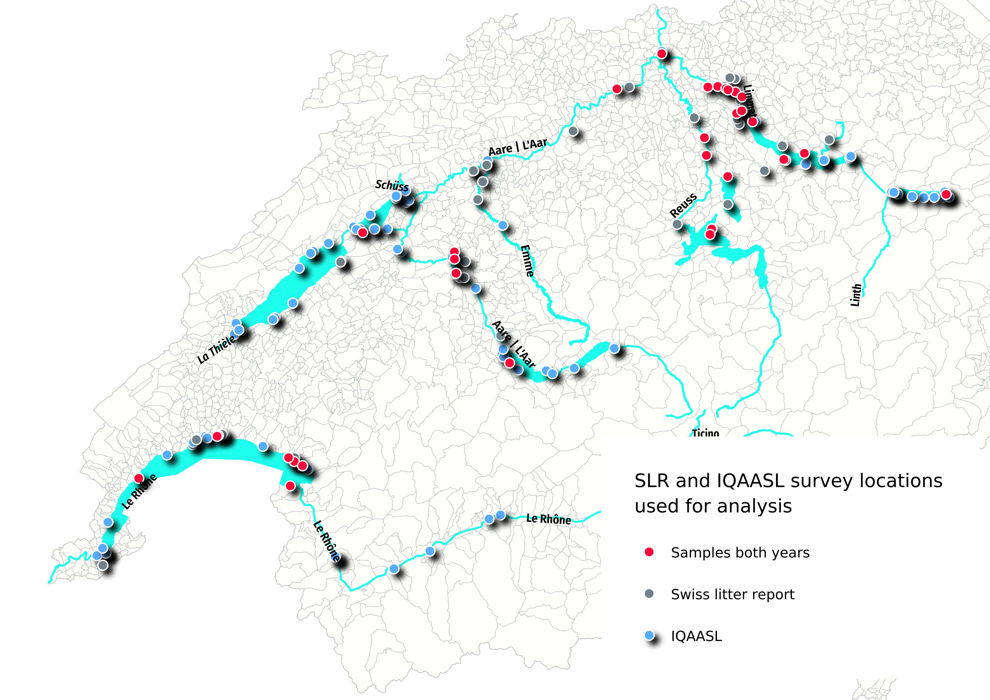 Limmat
Aare | L'Aar
Schüss
Reuss
Emme
Linth
La Thièle
Aare | L'Aar
Ticino
Le Rhône
Le Rhône
Le Rhône
SLR and IQAASL survey locations
used for analysis
Samples both years
Swiss litter report
IQAASL